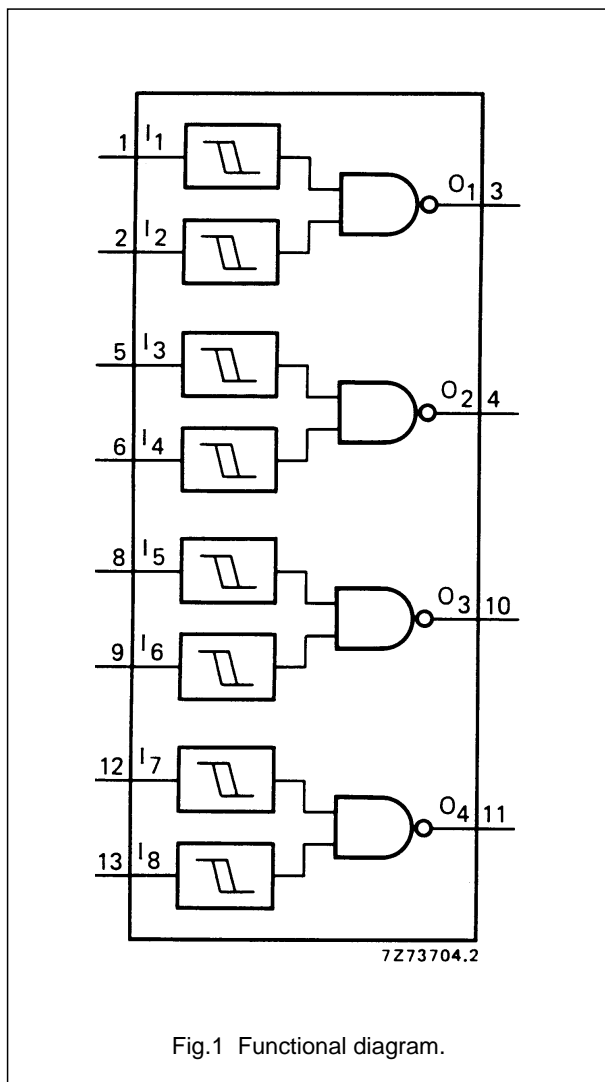 1 I1
O1 3
2 I2
5 I3
O2 4
6 I4
8 I5
O3 10
9 I6
12 I7
O4 11
13 I8
7Z73704.2
Fig.1 Functional diagram.